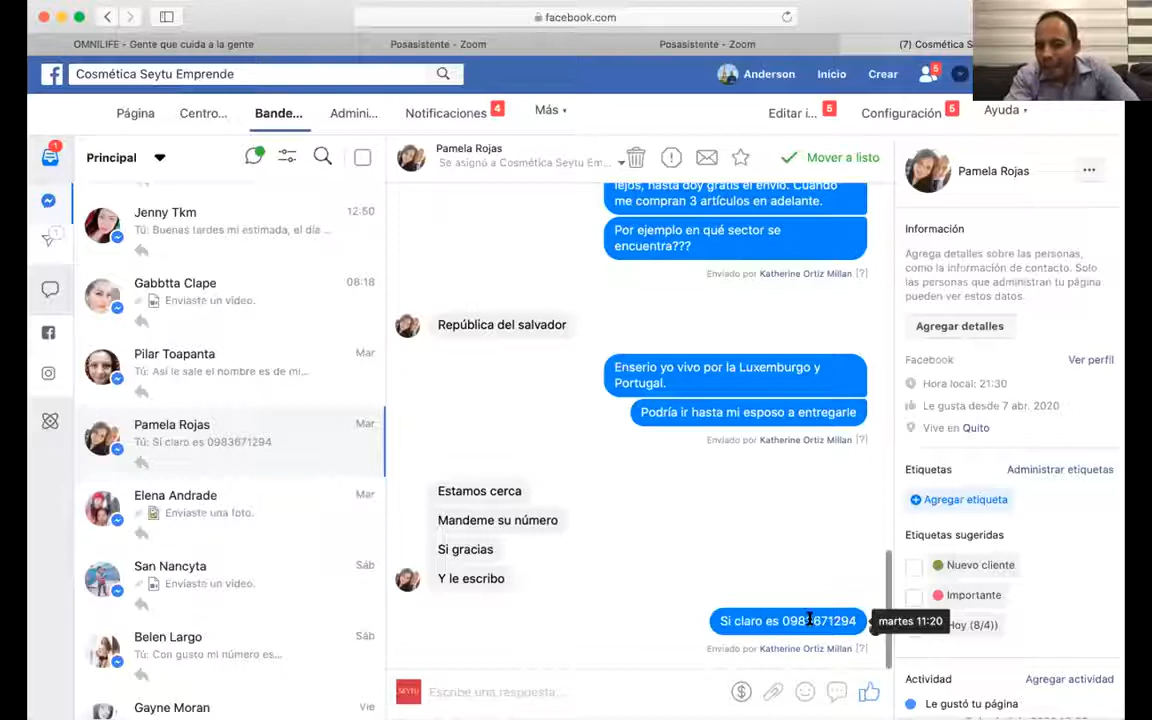 facebook.com
OMNILIFE - Gente que cuida a la gente
Posasistente - Zoom
Posasistente - Zoom
(7) Cosmética S
Cosmética Seytu Emprende
Anderson
Inicio
Crear
5
Página
Centro...
Bande...
Admini...
Notificaciones
4
Más
Editar i...
5
Configuración
5
Ayuda
1
Principal
Pamela Rojas
Se asignó a Cosmética Seytu Em...
Mover a listo
Pamela Rojas
Jenny Tkm
12:50
Tú: Buenas tardes mi estimada, el día ...
Gabbtta Clape
08:18
Enviaste un video.
Pilar Toapanta
Mar
Tú: Así le sale el nombre es de mi,...
Pamela Rojas
Mar
Tú: Si claro es 0983671294
Elena Andrade
Mar
Enviaste una foto.
San Nancyta
Sáb
Enviaste un video.
Belen Largo
Sáb
Tú: Con gusto mi número es...
Gayne Moran
Vie
lejos, hasta doy gratis el envío. Cuando
me compran 3 artículos en adelante.
Por ejemplo en qué sector se
encuentra???
Enviado por Katherine Ortiz Millan [?]
República del salvador
Enserio yo vivo por la Luxemburgo y
Portugal.
Podría ir hasta mi esposo a entregarle
Enviado por Katherine Ortiz Millan [?]
Estamos cerca
Mandeme su número
Si gracias
Y le escribo
Si claro es 0983671294
martes 11:20
Enviado por Katherine Ortiz Millan [?]
SEYTU
Escribe una respuesta...
Información
Agrega detalles sobre las personas,
como la información de contacto. Solo
las personas que administran tu página
pueden ver estos datos.
Agregar detalles
Facebook
Ver perfil
Hora local: 21:30
Le gusta desde 7 abr. 2020
Vive en Quito
Etiquetas
Administrar etiquetas
Agregar etiqueta
Etiquetas sugeridas
Nuevo cliente
Importante
Hoy (8/4))
Actividad
Agregar actividad
Le gustó tu página